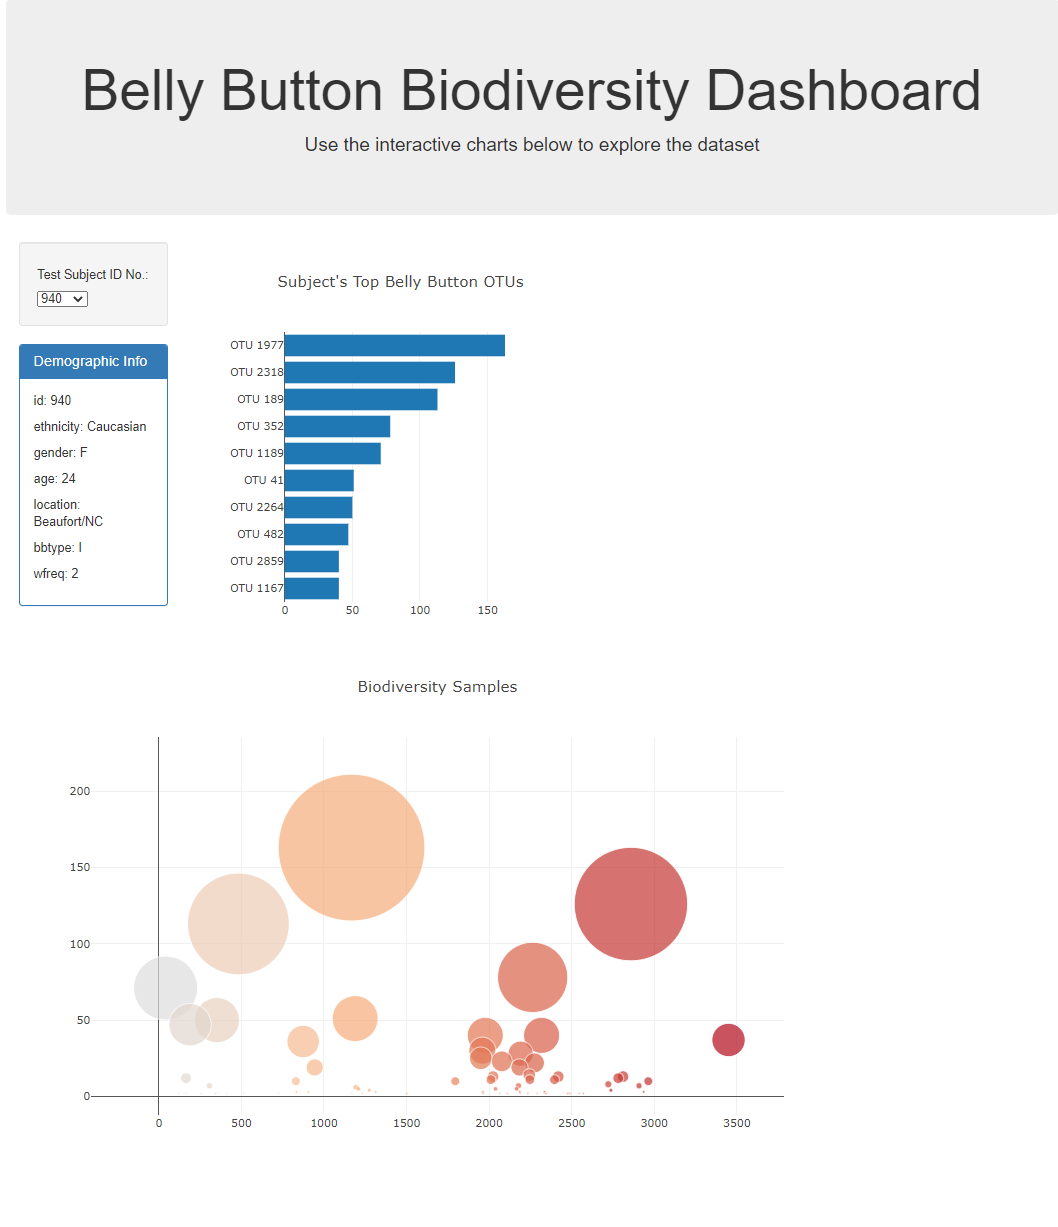 Belly Button Biodiversity Dashboard
Use the interactive charts below to explore the dataset
Test Subject ID No.:
940
Demographic Info
id: 940
ethnicity: Caucasian
gender: F
age: 24
location:
Beaufort/NC
bbtype: I
wfreq: 2
Subject's Top Belly Button OTUs
OTU 1977
OTU 2318
OTU 189
OTU 352
OTU 1189
OTU 41
OTU 2264
OTU 482
OTU 2859
OTU 1167
0 50 100 150
Biodiversity Samples
200
150
100
50
0
0 500 1000 1500 2000 2500 3000 3500